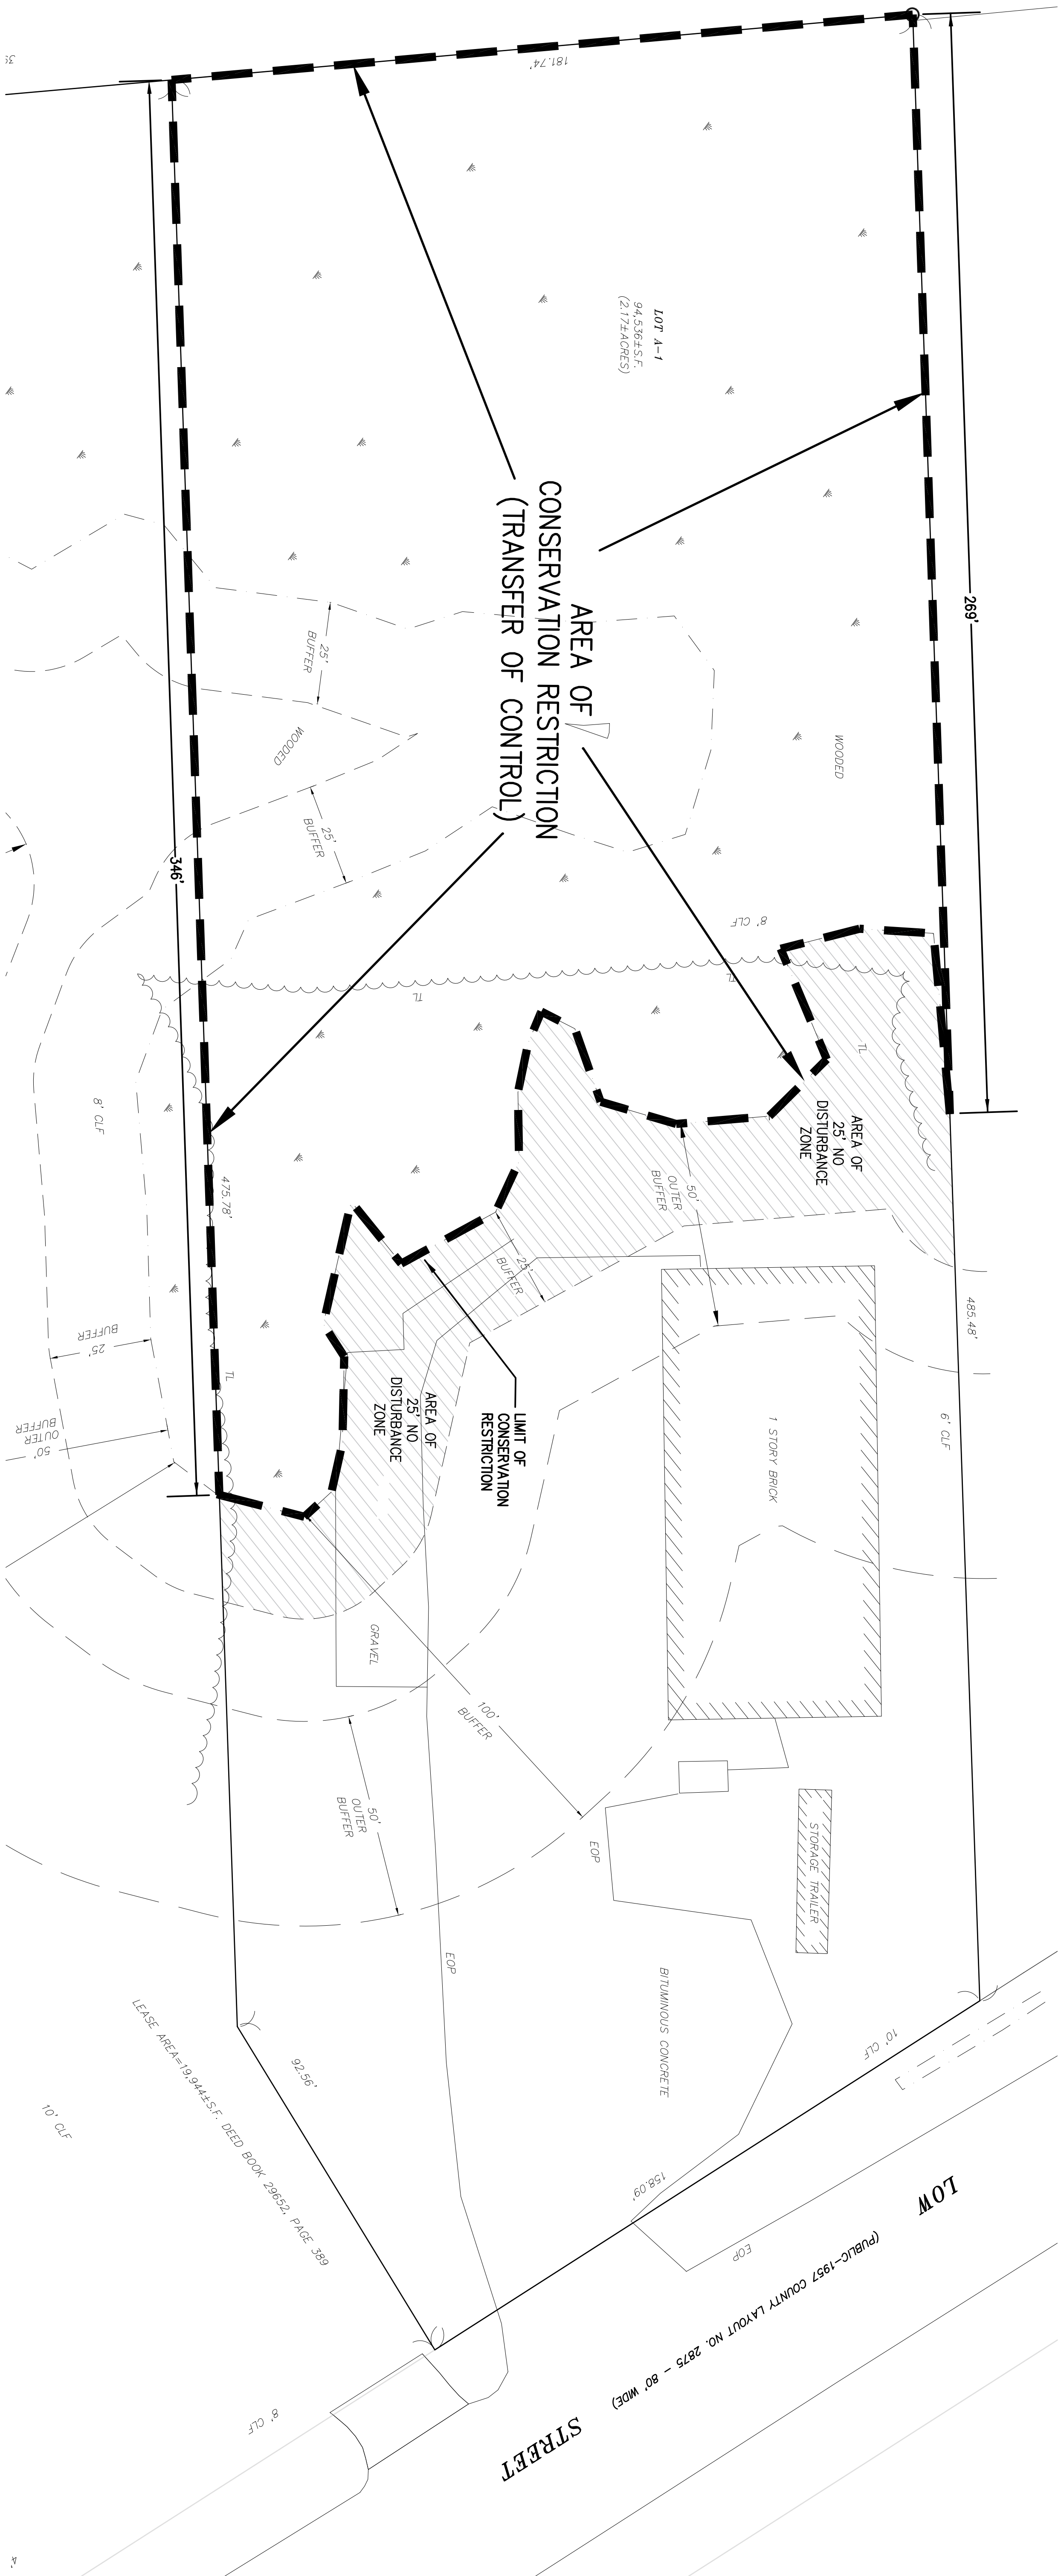 181.74'
39
269'
LOT A-1
94,536±S.F.
(2.17±ACRES)
AREA OF
CONSERVATION RESTRICTION
(TRANSFER OF CONTROL)
25'
BUFFER
WOODED
WOODED
25'
BUFFER
346'
8' CLF
TL
TL
TL
AREA OF
25' NO
DISTURBANCE
ZONE
8' CLF
475.78'
50'
OUTER
BUFFER
25'
BUFFER
485.48'
25'
BUFFER
TL
AREA OF
25' NO
DISTURBANCE
ZONE
LIMIT OF
CONSERVATION
RESTRICTION
1 STORY BRICK
6' CLF
50'
OUTER
BUFFER
GRAVEL
100'
BUFFER
50'
OUTER
BUFFER
EOP
STORAGE TRAILER
EOP
BITUMINOUS CONCRETE
10' CLF
92.56'
LEASE AREA=19,944±S.F. DEED BOOK 29652, PAGE 389
10' CLF
158.09'
EOP
LOW
STREET
(PUBLIC-1957 COUNTY LAYOUT NO. 2875 - 80' WIDE)
8' CLF